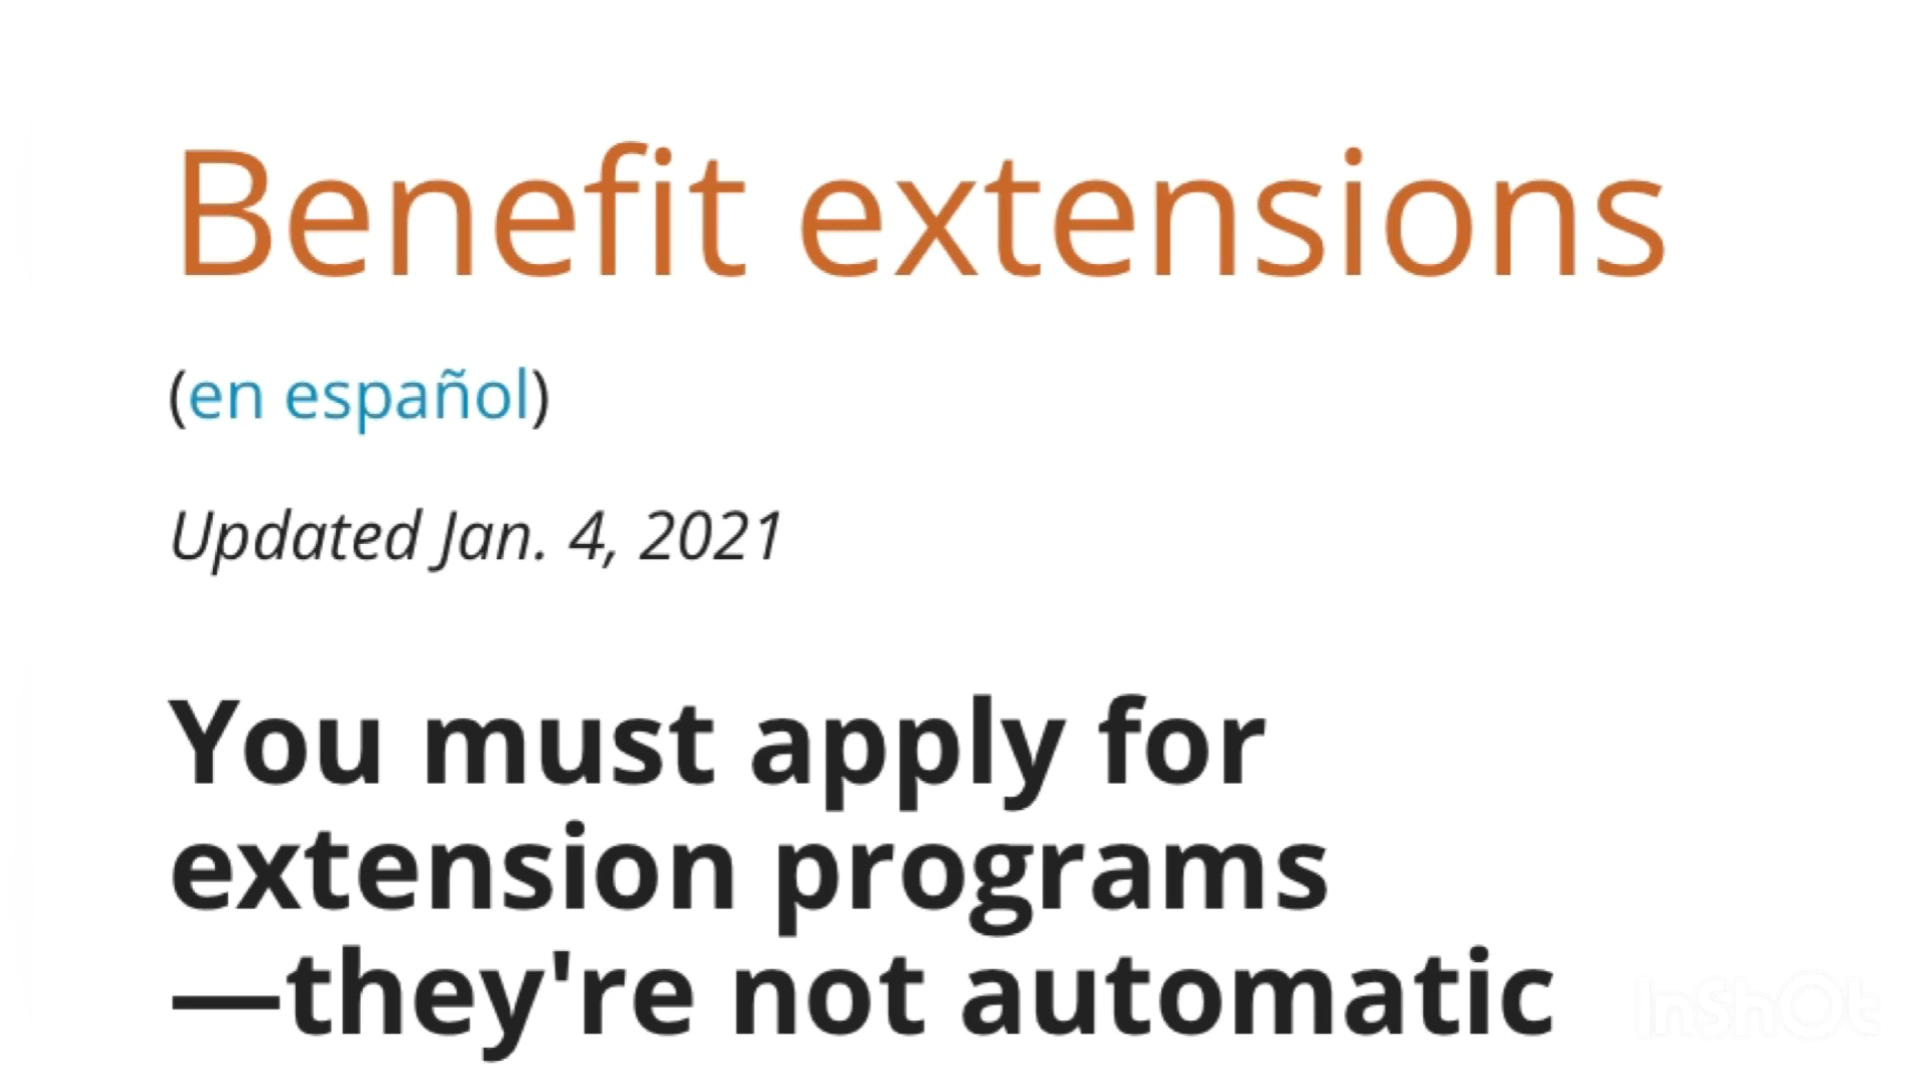 Benefit extensions
(en español)
Updated Jan. 4, 2021
You must apply for
extension programs
—they're not automatic
InShOt